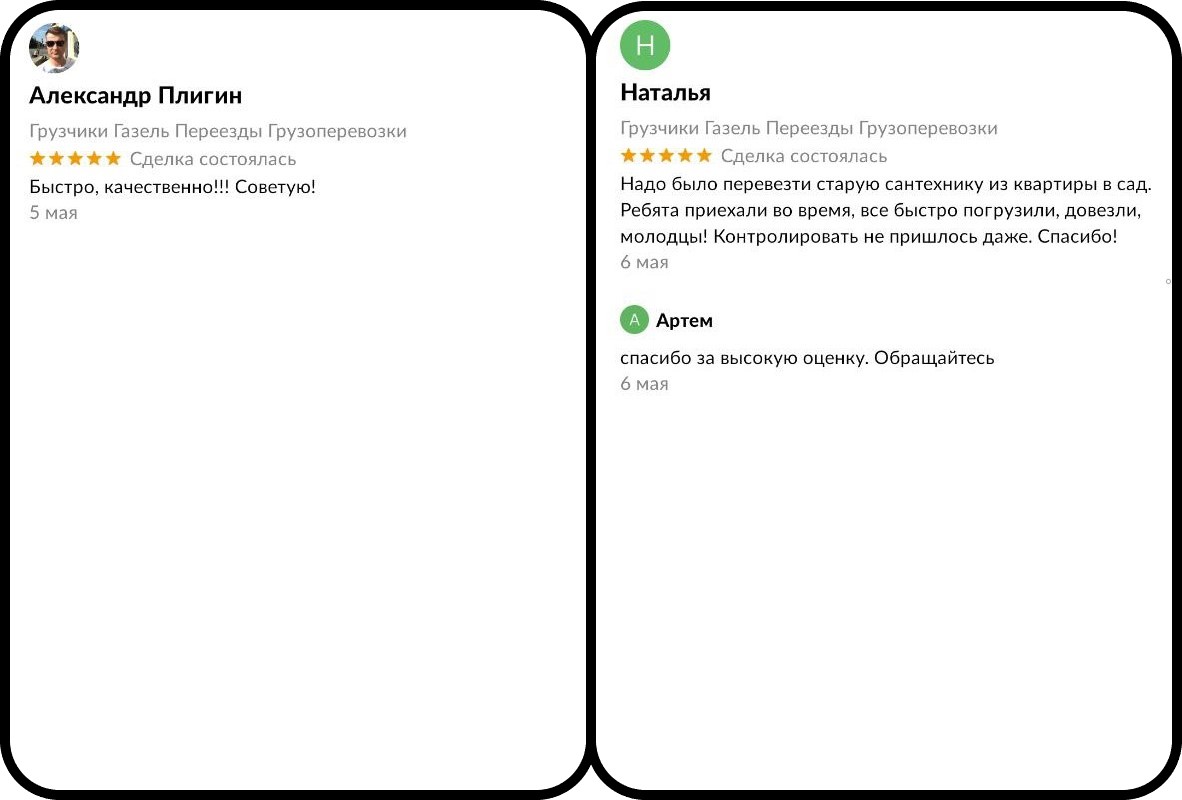 Александр Плигин
Грузчики Газель Переезды Грузоперевозки
Сделка состоялась
Быстро, качественно!!! Советую!
5 мая
Н
Наталья
Грузчики Газель Переезды Грузоперевозки
Сделка состоялась
Надо было перевезти старую сантехнику из квартиры в сад.
Ребята приехали во время, все быстро погрузили, довезли,
молодцы! Контролировать не пришлось даже. Спасибо!
6 мая
А Артем
спасибо за высокую оценку. Обращайтесь
6 мая